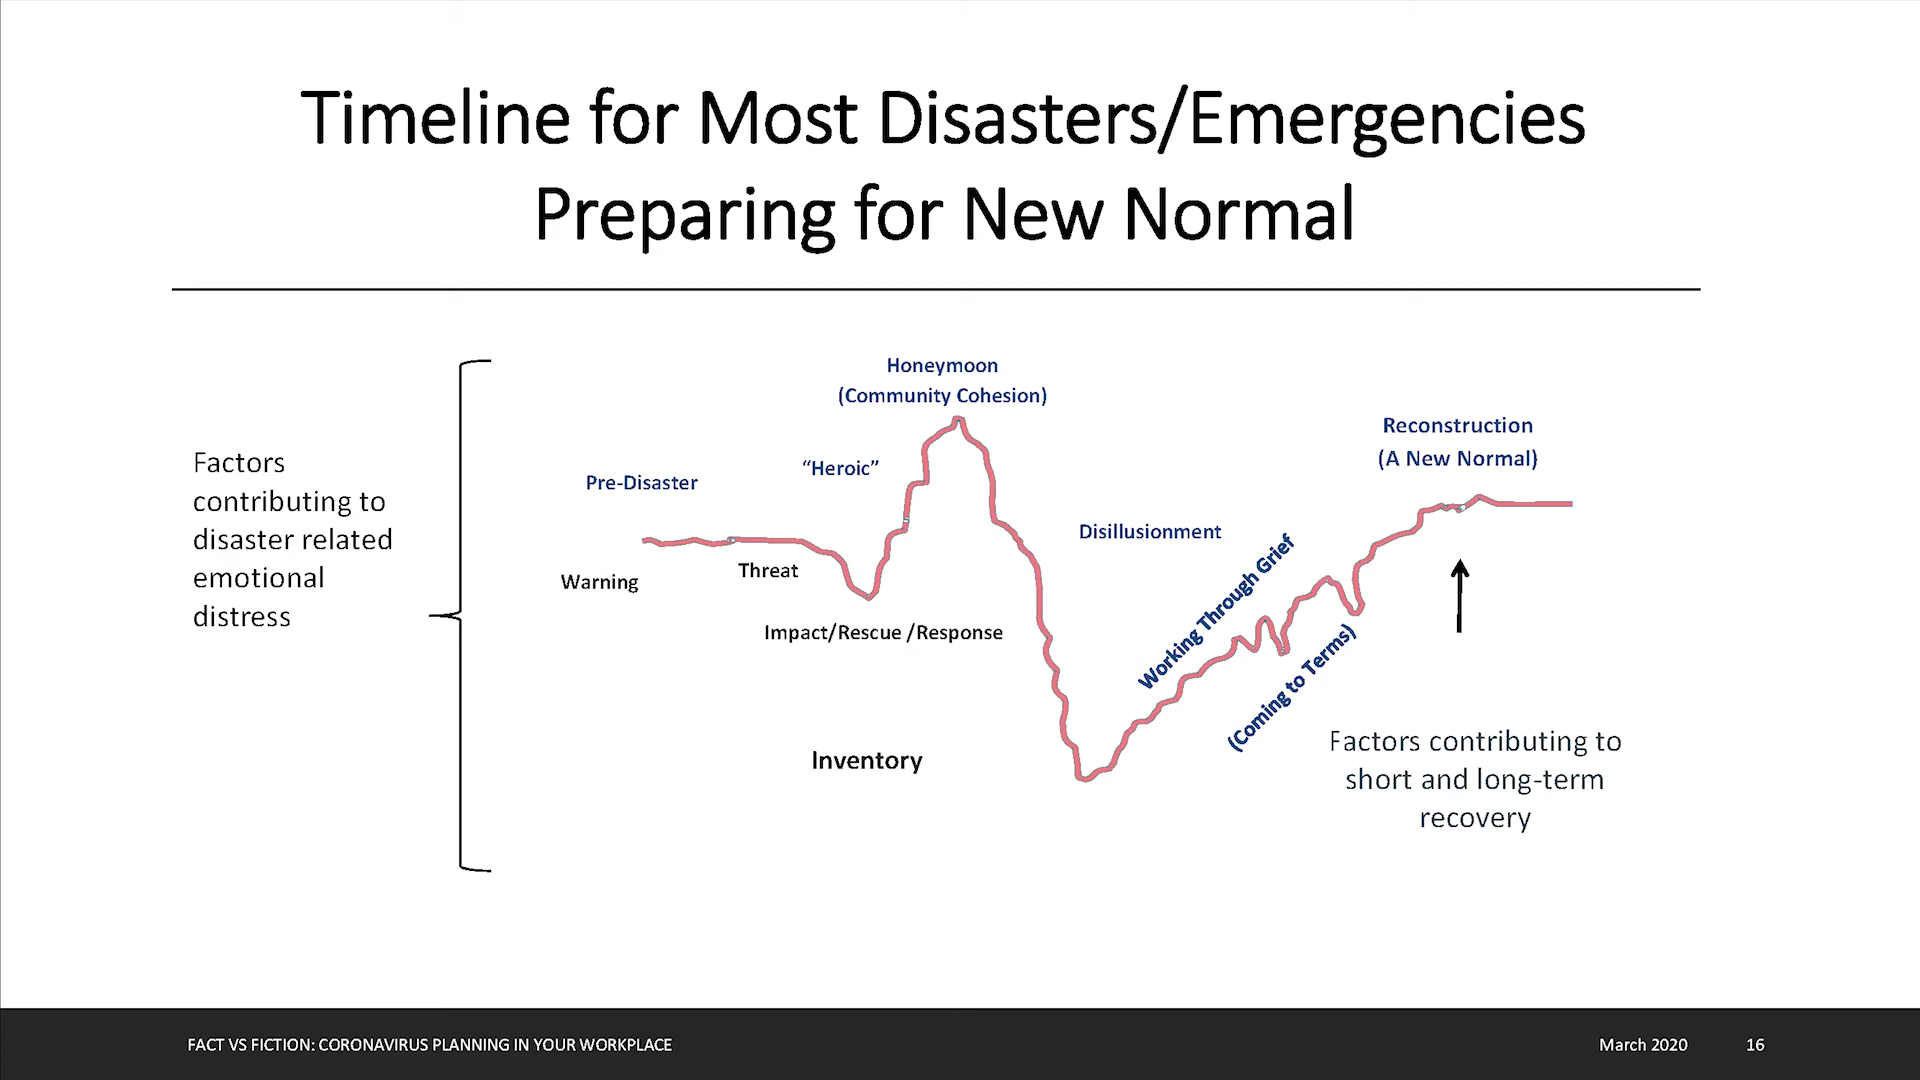 Timeline for Most Disasters/Emergencies
Preparing for New Normal
Factors
contributing to
disaster related
emotional
distress
Honeymoon
(Community Cohesion)
"Heroic"
Pre-Disaster
Warning
Threat
Impact/Rescue /Response
Inventory
Disillusionment
Working Through Grief
(Coming to Terms)
Reconstruction
(A New Normal)
Factors contributing to
short and long-term
recovery
FACT VS FICTION: CORONAVIRUS PLANNING IN YOUR WORKPLACE
March 2020
16